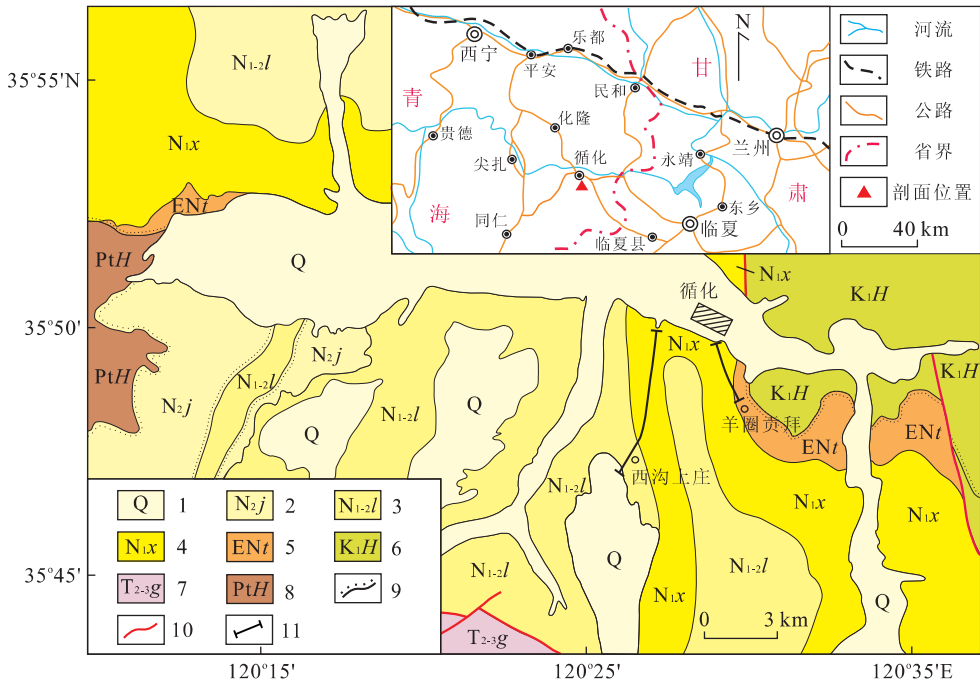 35°55′N
35°50′
35°45′
120°15′
120°25′
120°35′E
N₁₋₂l
N₁x
ENt
PtH
Q
PtH
N₂j
N₁₋₂l
N₂j
Q
N₁₋₂l
Q
N₁₋₂l
N₁₋₂l
T₂₋₃g
Q
西沟上庄
N₁x
N₁x
N₁₋₂l
循化
羊圈贡拜
N₁x
K₁H
K₁H
K₁H
ENt
ENt
N₁x
N₁x
Q
0 3 km
西宁
平安
乐都
民和
甘
青
贵德
化隆
尖扎
循化
永靖
兰州
肃
海
同仁
临夏县
临夏
东乡
N
河流
铁路
公路
省界
剖面位置
0 40 km
Q 1
N₂j 2
N₁₋₂l 3
N₁x 4
ENt 5
K₁H 6
T₂₋₃g 7
PtH 8
9
10
11